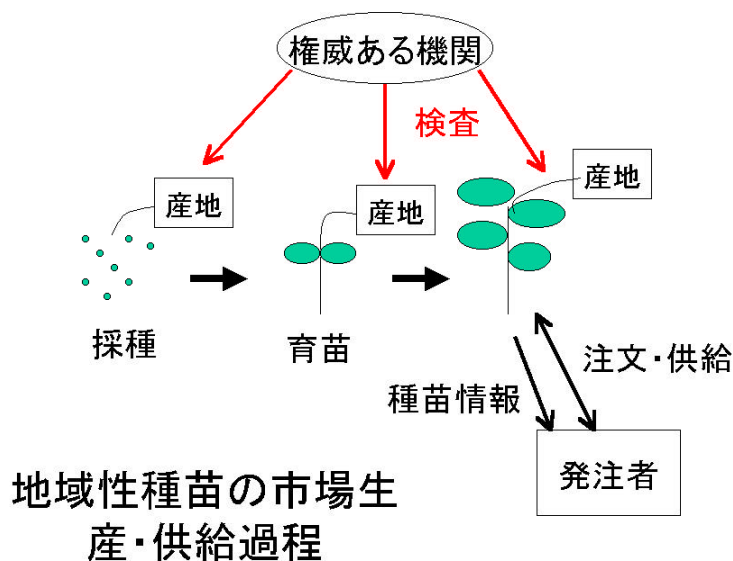 権威ある機関
検査
産地
産地
産地
採種
育苗
注文・供給
種苗情報
発注者
地域性種苗の市場生
産・供給過程